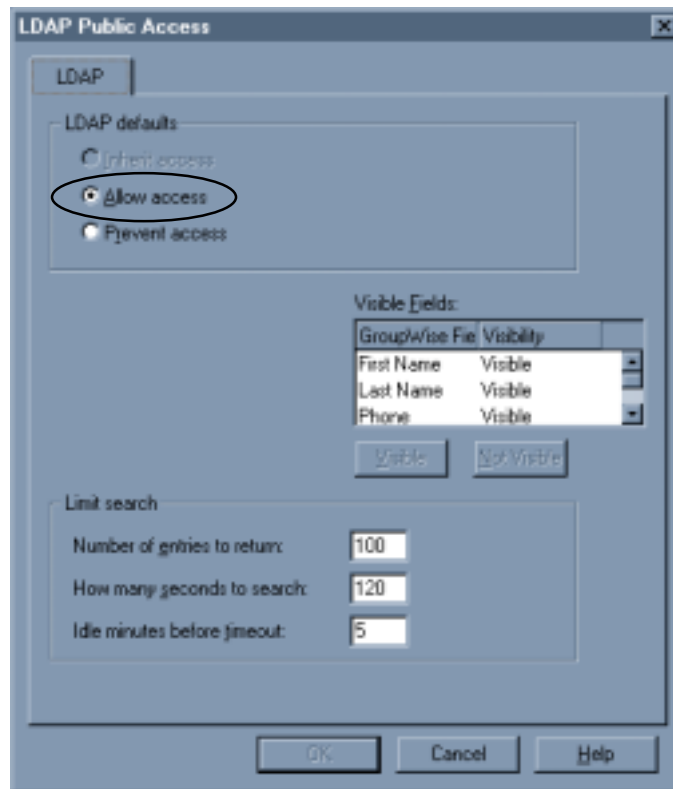 LDAP Public Access
LDAP
LDAP defaults
Inherit access
Allow access
Prevent access
Visible Fields:
GroupWise Fie Visibility
First Name Visible
Last Name Visible
Phone Visible
Visible Not Visible
Limit search
Number of entries to return: 100
How many seconds to search: 120
Idle minutes before timeout: 5
OK Cancel Help